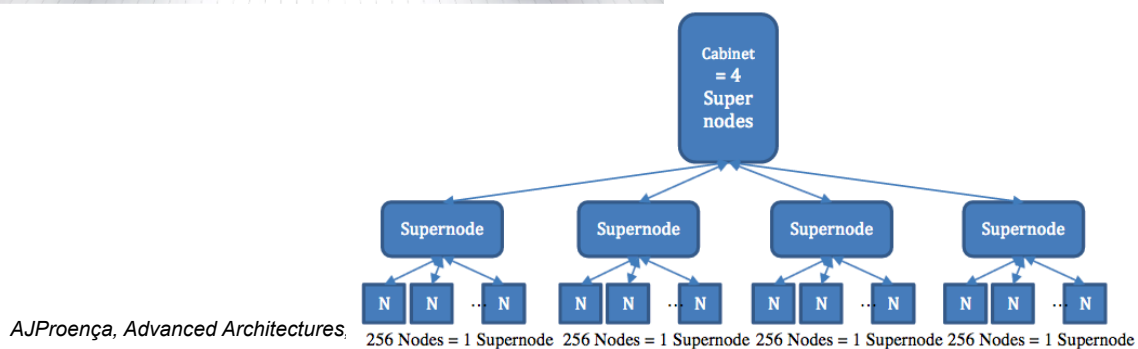 Cabinet
= 4
Super
nodes
Supernode
Supernode
Supernode
Supernode
N N ... N
N N ... N
N N ... N
N N ... N
256 Nodes = 1 Supernode
256 Nodes = 1 Supernode
256 Nodes = 1 Supernode
256 Nodes = 1 Supernode
AJProença, Advanced Architectures,